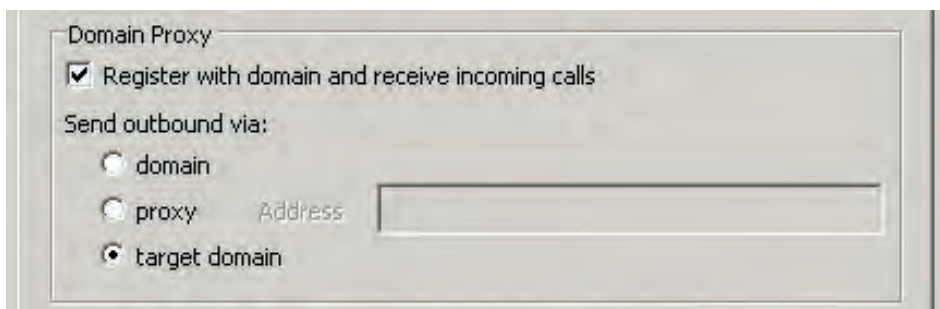 Domain Proxy
Register with domain and receive incoming calls
Send outbound via:
domain
proxy Address
target domain